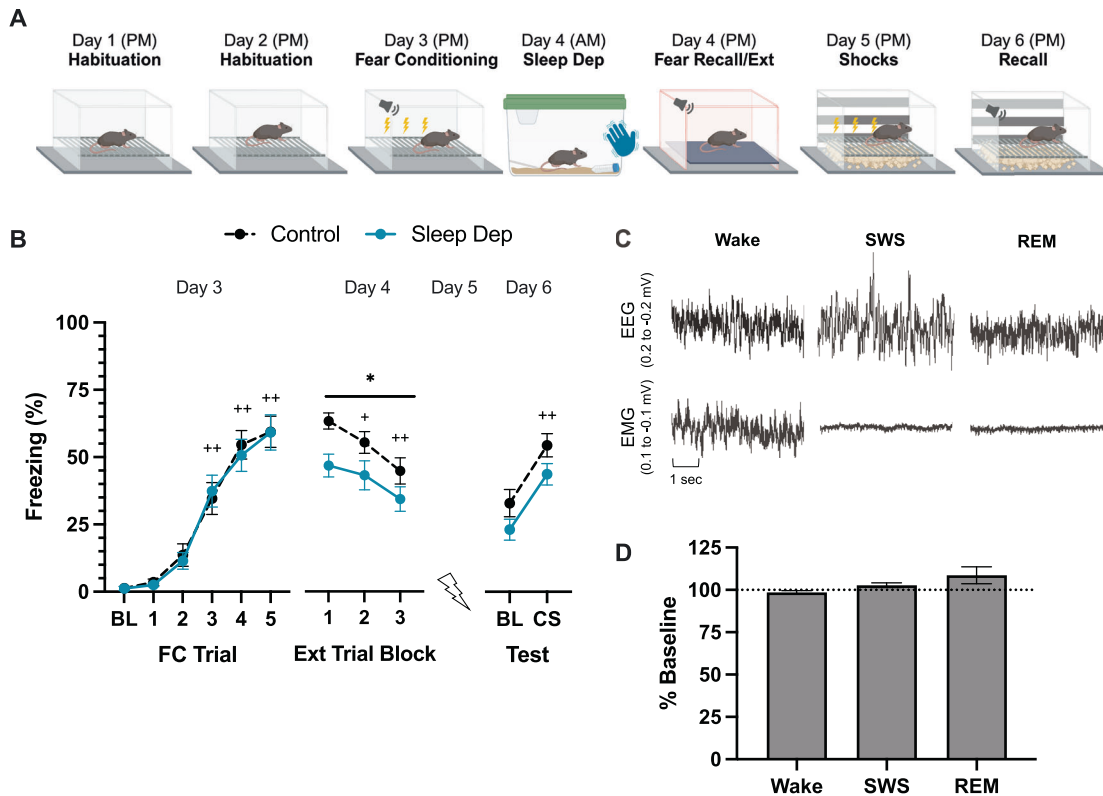 A
Day 1 (PM)
Habituation
Day 2 (PM)
Habituation
Day 3 (PM)
Fear Conditioning
Day 4 (AM)
Sleep Dep
Day 4 (PM)
Fear Recall/Ext
Day 5 (PM)
Shocks
Day 6 (PM)
Recall
B
Control
Sleep Dep
Day 3
Day 4
Day 5
Day 6
Freezing (%)
100
75
50
25
0
++
++
++
*
+
++
++
BL 1 2 3 4 5
FC Trial
1 2 3
Ext Trial Block
BL CS
Test
C
Wake
SWS
REM
EEG
(0.2 to -0.2 mV)
EMG
(0.1 to -0.1 mV)
1 sec
D
% Baseline
125
100
75
50
25
0
Wake
SWS
REM